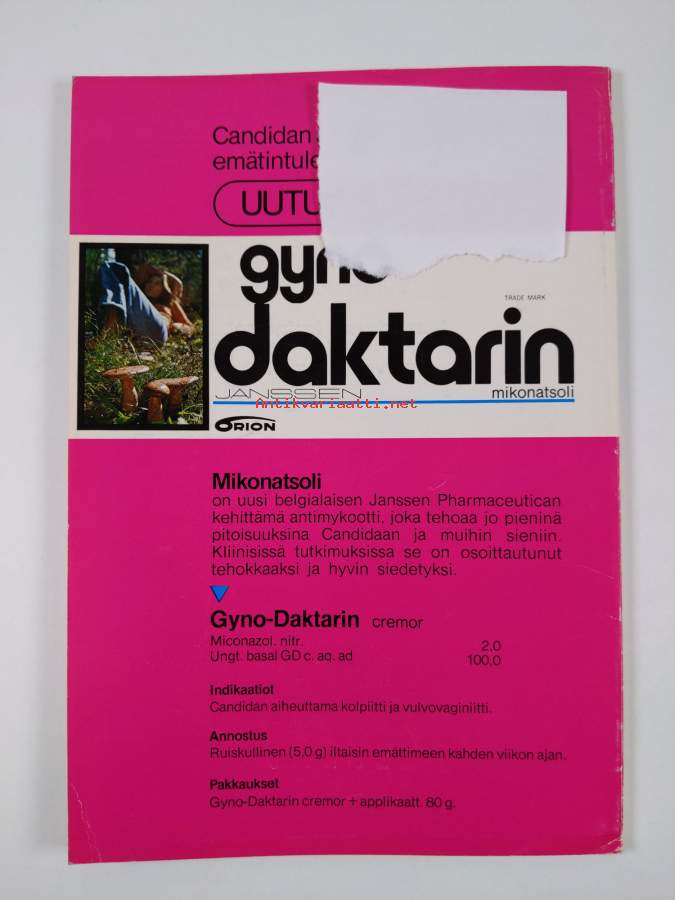 Candidan
emätintule
UUTU
gyno
TRADE MARK
daktarin
JANSSEN
mikonatsoli
Antikvariaatti.net
ORION
Mikonatsoli
on uusi belgialaisen Janssen Pharmaceutican
kehittämä antimykootti, joka tehoaa jo pieninä
pitoisuuksina Candidaan ja muihin sieniin.
Kliinisissä tutkimuksissa se on osoittautunut
tehokkaaksi ja hyvin siedetyksi.
Gyno-Daktarin cremor
Miconazol. nitr. 2,0
Ungt. basal GD c. aq. ad 100,0
Indikaatiot
Candidan aiheuttama kolpiitti ja vulvovaginiitti.
Annostus
Ruiskullinen (5,0 g) iltaisin emättimeen kahden viikon ajan.
Pakkaukset
Gyno-Daktarin cremor + applikaatt. 80 g.